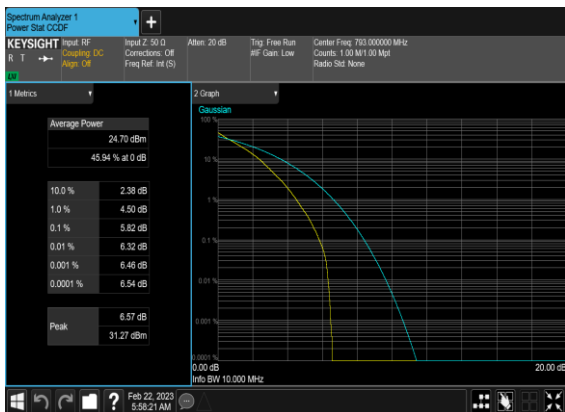 Spectrum Analyzer 1
Power Stat CCDF
+
KEYSIGHT
R T
LXI
Input: RF
Coupling: DC
Align: Off
Input Z: 50 Ω
Corrections: Off
Freq Ref: Int (S)
Atten: 20 dB
Trig: Free Run
#IF Gain: Low
Center Freq: 793.000000 MHz
Counts: 1.00 M/1.00 Mpt
Radio Std: None
1 Metrics
Average Power
24.70 dBm
45.94 % at 0 dB
10.0 % 2.38 dB
1.0 % 4.50 dB
0.1 % 5.82 dB
0.01 % 6.32 dB
0.001 % 6.46 dB
0.0001 % 6.54 dB
Peak
6.57 dB
31.27 dBm
2 Graph
Gaussian
100 %
10 %
1 %
0.1 %
0.01 %
0.001 %
0.0001 %
0.00 dB 20.00 dB
Info BW 10.000 MHz
?
Feb 22, 2023
5:58:21 AM